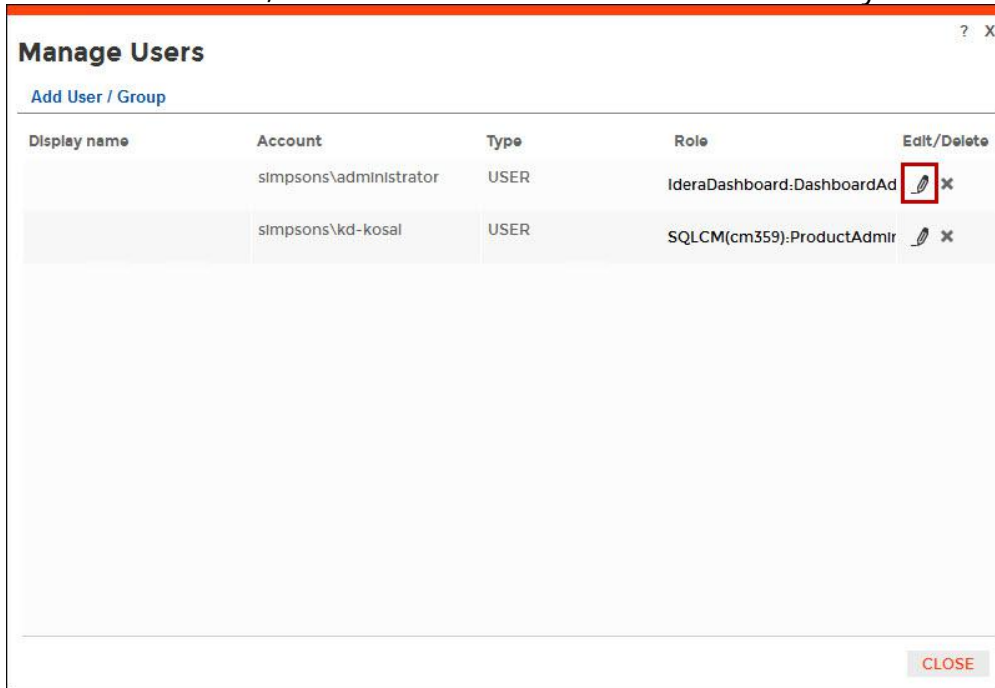 ? X
Manage Users
Add User / Group
Display name Account Type Role Edit/Delete
simpsons\administrator USER IderaDashboard:DashboardAd
simpsons\kd-kosal USER SQLCM(cm359):ProductAdmir
CLOSE